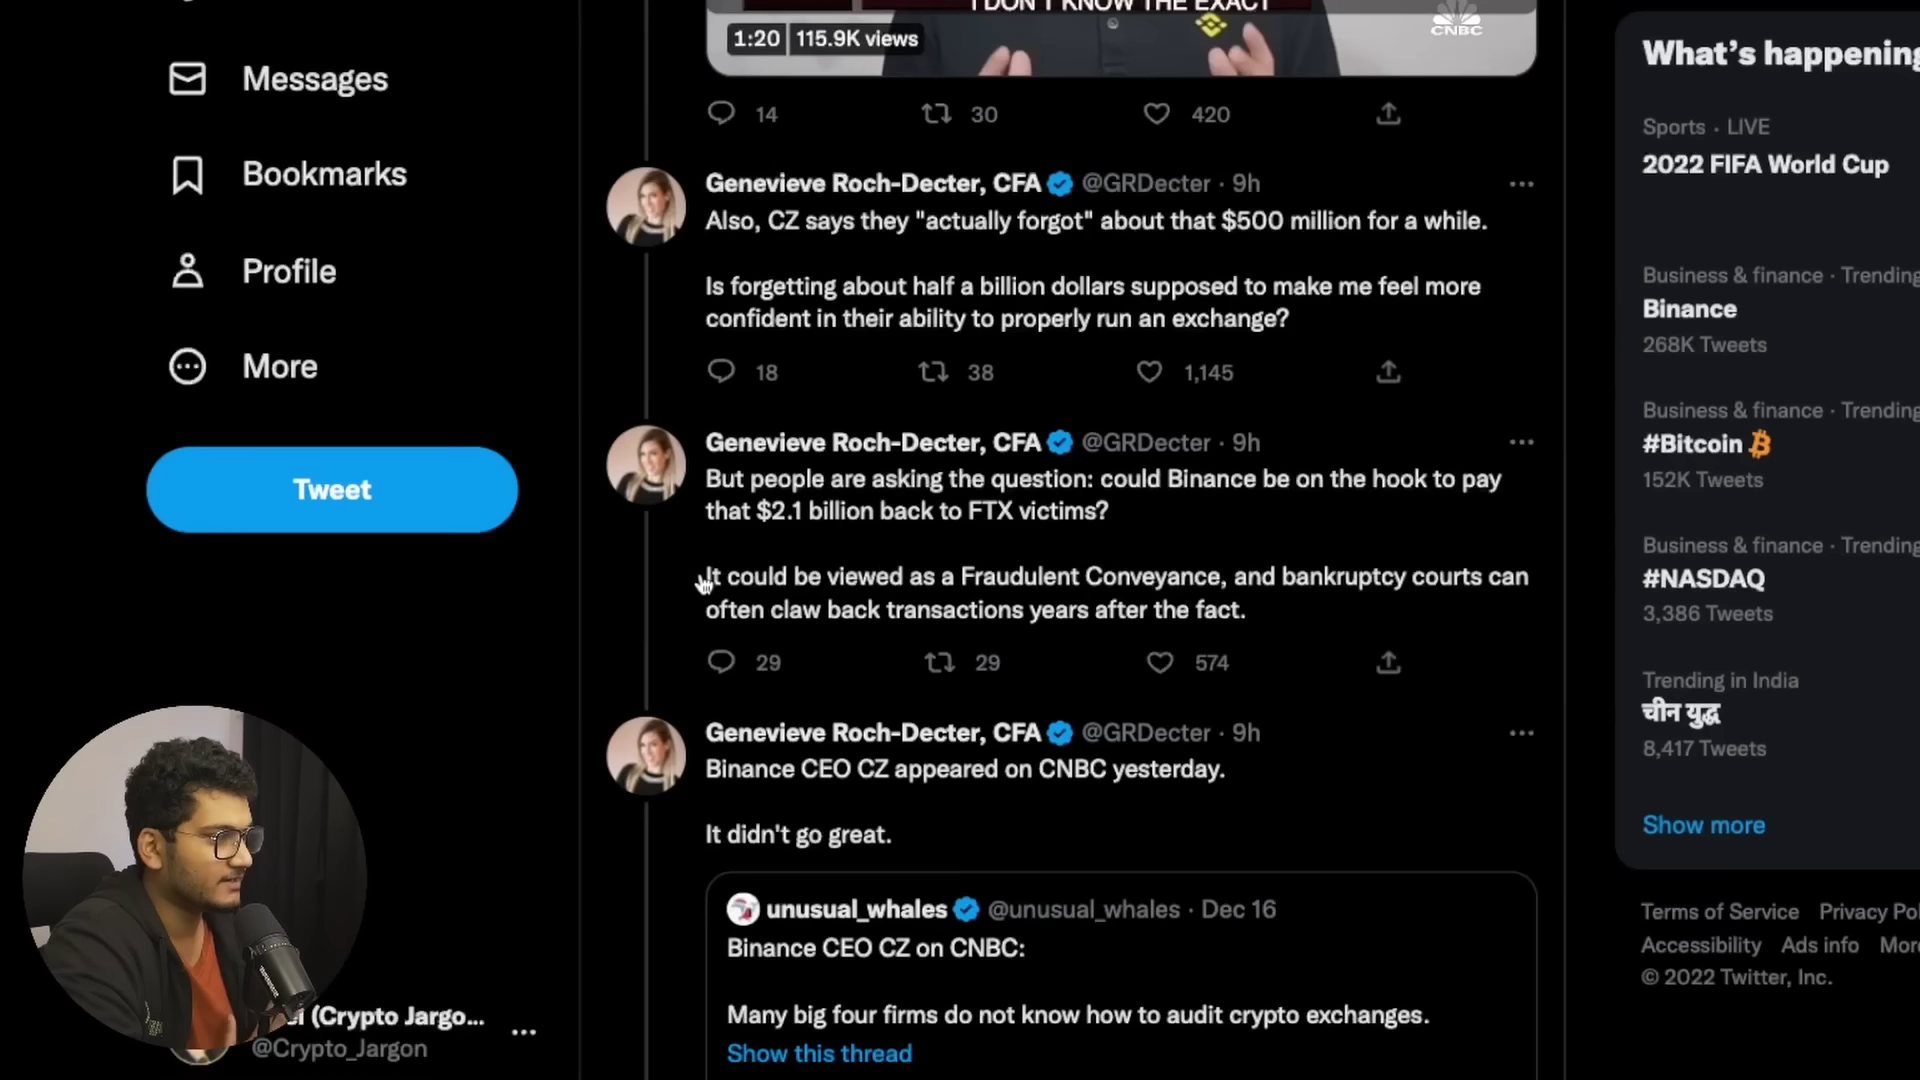 I DON'T KNOW THE EXACT
1:20 115.9K views
CNBC
14 30 420
Messages
Bookmarks
Profile
More
Tweet
Genevieve Roch-Decter, CFA @GRDecter · 9h
Also, CZ says they "actually forgot" about that $500 million for a while.
Is forgetting about half a billion dollars supposed to make me feel more
confident in their ability to properly run an exchange?
18 38 1,145
Genevieve Roch-Decter, CFA @GRDecter · 9h
But people are asking the question: could Binance be on the hook to pay
that $2.1 billion back to FTX victims?
It could be viewed as a Fraudulent Conveyance, and bankruptcy courts can
often claw back transactions years after the fact.
29 29 574
Genevieve Roch-Decter, CFA @GRDecter · 9h
Binance CEO CZ appeared on CNBC yesterday.
It didn't go great.
unusual_whales @unusual_whales · Dec 16
Binance CEO CZ on CNBC:
Many big four firms do not know how to audit crypto exchanges.
Show this thread
(Crypto Jargo...
@Crypto_Jargon
What's happening
Sports · LIVE
2022 FIFA World Cup
Business & finance · Trending
Binance
268K Tweets
Business & finance · Trending
#Bitcoin
152K Tweets
Business & finance · Trending
#NASDAQ
3,386 Tweets
Trending in India
चीन युद्ध
8,417 Tweets
Show more
Terms of Service Privacy Pol
Accessibility Ads info Mor
© 2022 Twitter, Inc.